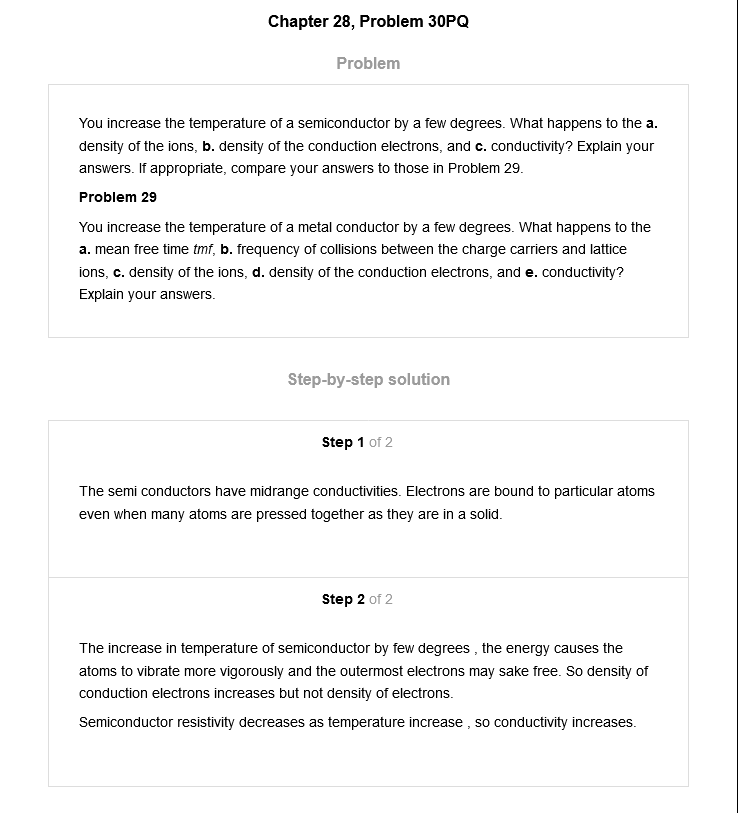 Chapter 28, Problem 30PQ
Problem
You increase the temperature of a semiconductor by a few degrees. What happens to the a.
density of the ions, b. density of the conduction electrons, and c. conductivity? Explain your
answers. If appropriate, compare your answers to those in Problem 29.
Problem 29
You increase the temperature of a metal conductor by a few degrees. What happens to the
a. mean free time tmf, b. frequency of collisions between the charge carriers and lattice
ions, c. density of the ions, d. density of the conduction electrons, and e. conductivity?
Explain your answers.
Step-by-step solution
Step 1 of 2
The semi conductors have midrange conductivities. Electrons are bound to particular atoms
even when many atoms are pressed together as they are in a solid.
Step 2 of 2
The increase in temperature of semiconductor by few degrees , the energy causes the
atoms to vibrate more vigorously and the outermost electrons may sake free. So density of
conduction electrons increases but not density of electrons.
Semiconductor resistivity decreases as temperature increase , so conductivity increases.